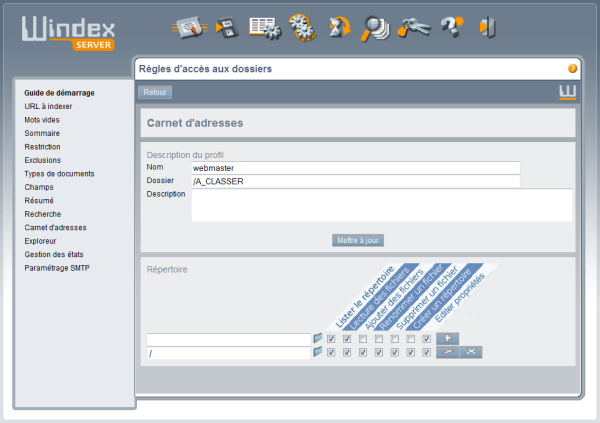 Windex
SERVER
Règles d'accès aux dossiers
Retour
Guide de démarrage
URL à indexer
Mots vides
Sommaire
Restriction
Exclusions
Types de documents
Champs
Résumé
Recherche
Carnet d'adresses
Exploreur
Gestion des états
Paramétrage SMTP
Carnet d'adresses
Description du profil
Nom webmaster
Dossier /A_CLASSER
Description
Mettre à jour
Répertoire
Lister le répertoire
Lecture des fichiers
Ajouter des fichiers
Renommer un fichier
Supprimer un fichier
Créer un répertoire
Editer propriétés
/